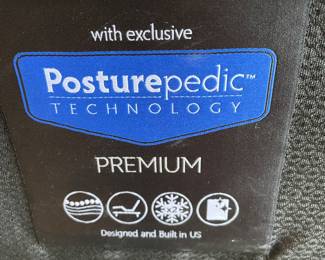 with exclusive
Posturepedic™
TECHNOLOGY
PREMIUM
Designed and Built in US